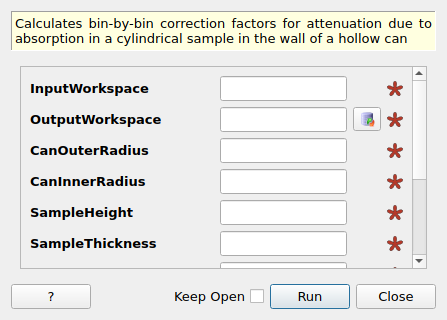 Calculates bin-by-bin correction factors for attenuation due to
absorption in a cylindrical sample in the wall of a hollow can
InputWorkspace
OutputWorkspace
CanOuterRadius
CanInnerRadius
SampleHeight
SampleThickness
? Keep Open Run Close